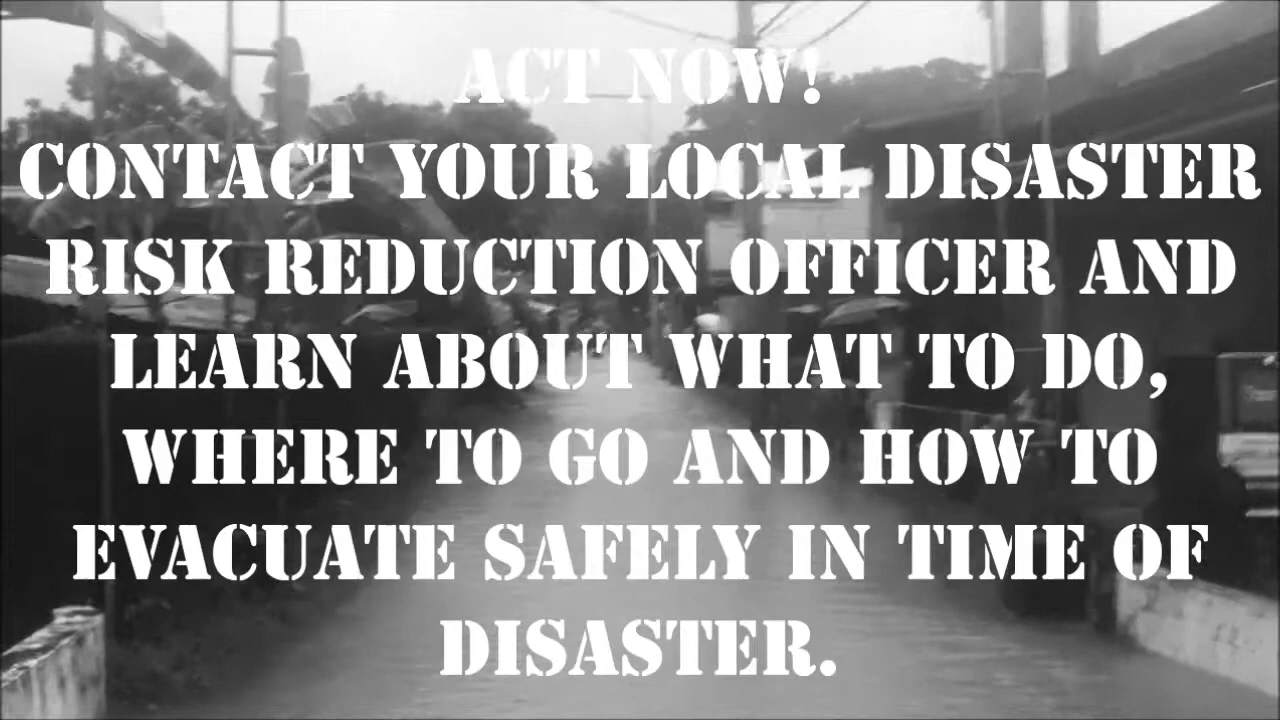 ACT NOW!
CONTACT YOUR LOCAL DISASTER
RISK REDUCTION OFFICER AND
LEARN ABOUT WHAT TO DO,
WHERE TO GO AND HOW TO
EVACUATE SAFELY IN TIME OF
DISASTER.